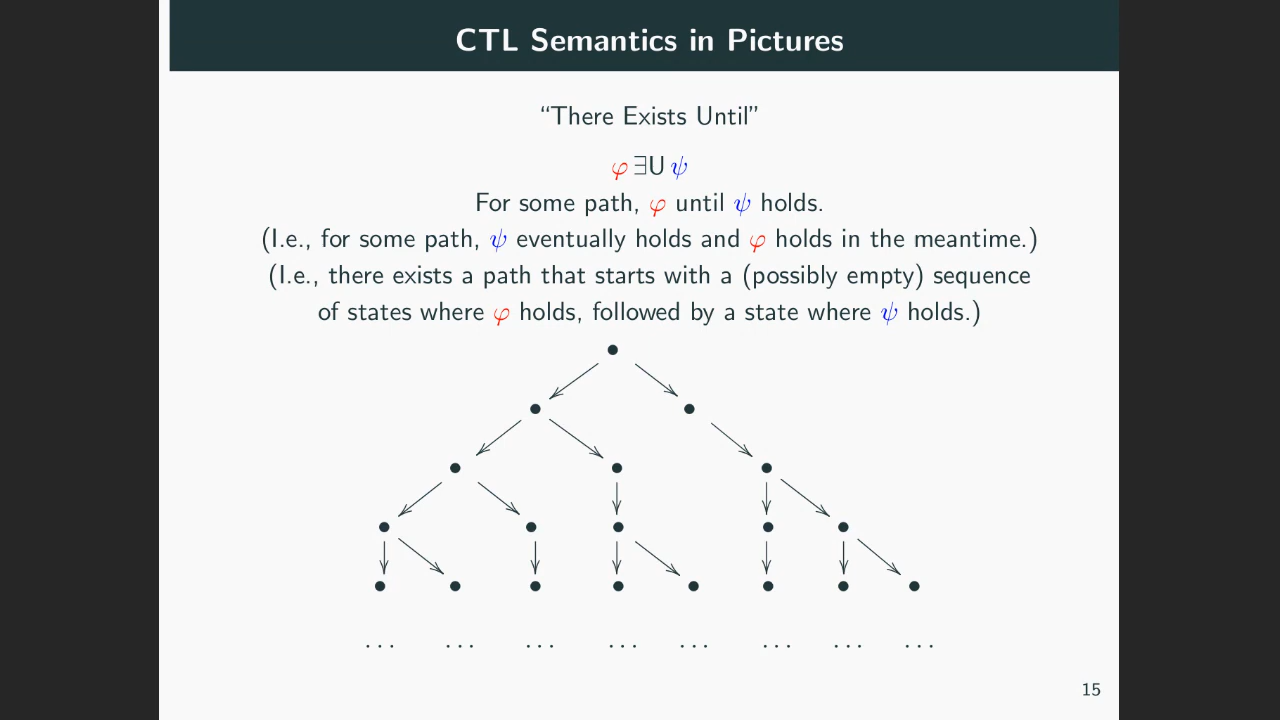 CTL Semantics in Pictures
“There Exists Until”
φ ∃U ψ
For some path, φ until ψ holds.
(I.e., for some path, ψ eventually holds and φ holds in the meantime.)
(I.e., there exists a path that starts with a (possibly empty) sequence
of states where φ holds, followed by a state where ψ holds.)
... ... ... ... ... ... ... ...
15